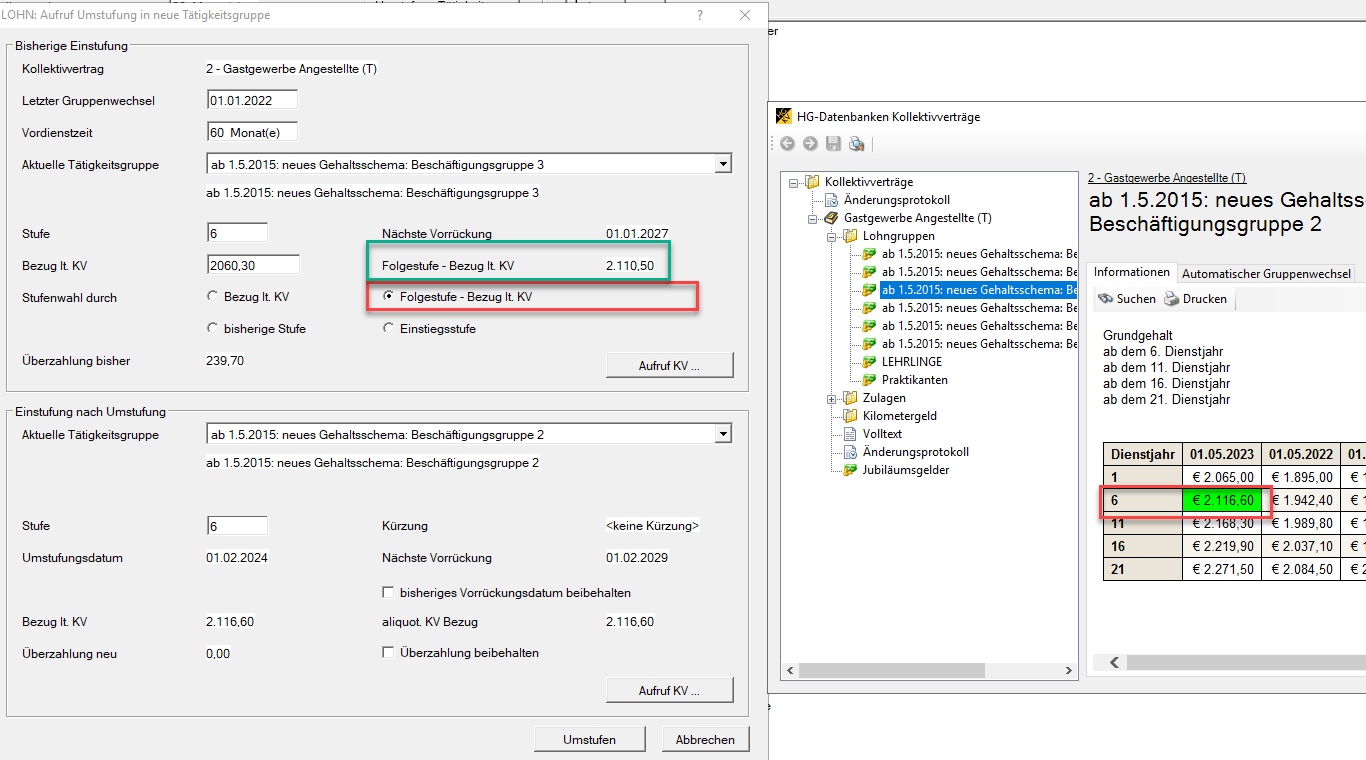 LOHN: Aufruf Umstufung in neue Tätigkeitsgruppe
?
Bisherige Einstufung
Kollektivvertrag 2 - Gastgewerbe Angestellte (T)
Letzter Gruppenwechsel 01.01.2022
Vordienstzeit 60 Monat(e)
Aktuelle Tätigkeitsgruppe ab 1.5.2015: neues Gehaltsschema: Beschäftigungsgruppe 3
ab 1.5.2015: neues Gehaltsschema: Beschäftigungsgruppe 3
Stufe 6 Nächste Vorrückung 01.01.2027
Bezug lt. KV 2060,30 Folgestufe - Bezug lt. KV 2.110,50
Stufenwahl durch Bezug lt. KV Folgestufe - Bezug lt. KV
bisherige Stufe Einstiegsstufe
Überzahlung bisher 239,70
Aufruf KV ...
Einstufung nach Umstufung
Aktuelle Tätigkeitsgruppe ab 1.5.2015: neues Gehaltsschema: Beschäftigungsgruppe 2
ab 1.5.2015: neues Gehaltsschema: Beschäftigungsgruppe 2
Stufe 6 Kürzung <keine Kürzung>
Umstufungsdatum 01.02.2024 Nächste Vorrückung 01.02.2029
bisheriges Vorrückungsdatum beibehalten
Bezug lt. KV 2.116,60 aliquot. KV Bezug 2.116,60
Überzahlung neu 0,00 Überzahlung beibehalten
Aufruf KV ...
Umstufen Abbrechen
er
HG-Datenbanken Kollektivverträge
Kollektivverträge
Änderungsprotokoll
Gastgewerbe Angestellte (T)
Lohngruppen
ab 1.5.2015: neues Gehaltsschema: Be
ab 1.5.2015: neues Gehaltsschema: Be
ab 1.5.2015: neues Gehaltsschema: Be
ab 1.5.2015: neues Gehaltsschema: Be
ab 1.5.2015: neues Gehaltsschema: Be
ab 1.5.2015: neues Gehaltsschema: Be
LEHRLINGE
Praktikanten
Zulagen
Kilometergeld
Volltext
Änderungsprotokoll
Jubiläumsgelder
2 - Gastgewerbe Angestellte (T)
ab 1.5.2015: neues Gehaltss
Beschäftigungsgruppe 2
Informationen Automatischer Gruppenwechsel
Suchen Drucken
Grundgehalt
ab dem 6. Dienstjahr
ab dem 11. Dienstjahr
ab dem 16. Dienstjahr
ab dem 21. Dienstjahr
Dienstjahr 01.05.2023 01.05.2022 01.
1 € 2.065,00 € 1.895,00 € 1
6 € 2.116,60 € 1.942,40 € 1
11 € 2.168,30 € 1.989,80 € 1
16 € 2.219,90 € 2.037,10 € 1
21 € 2.271,50 € 2.084,50 € 2